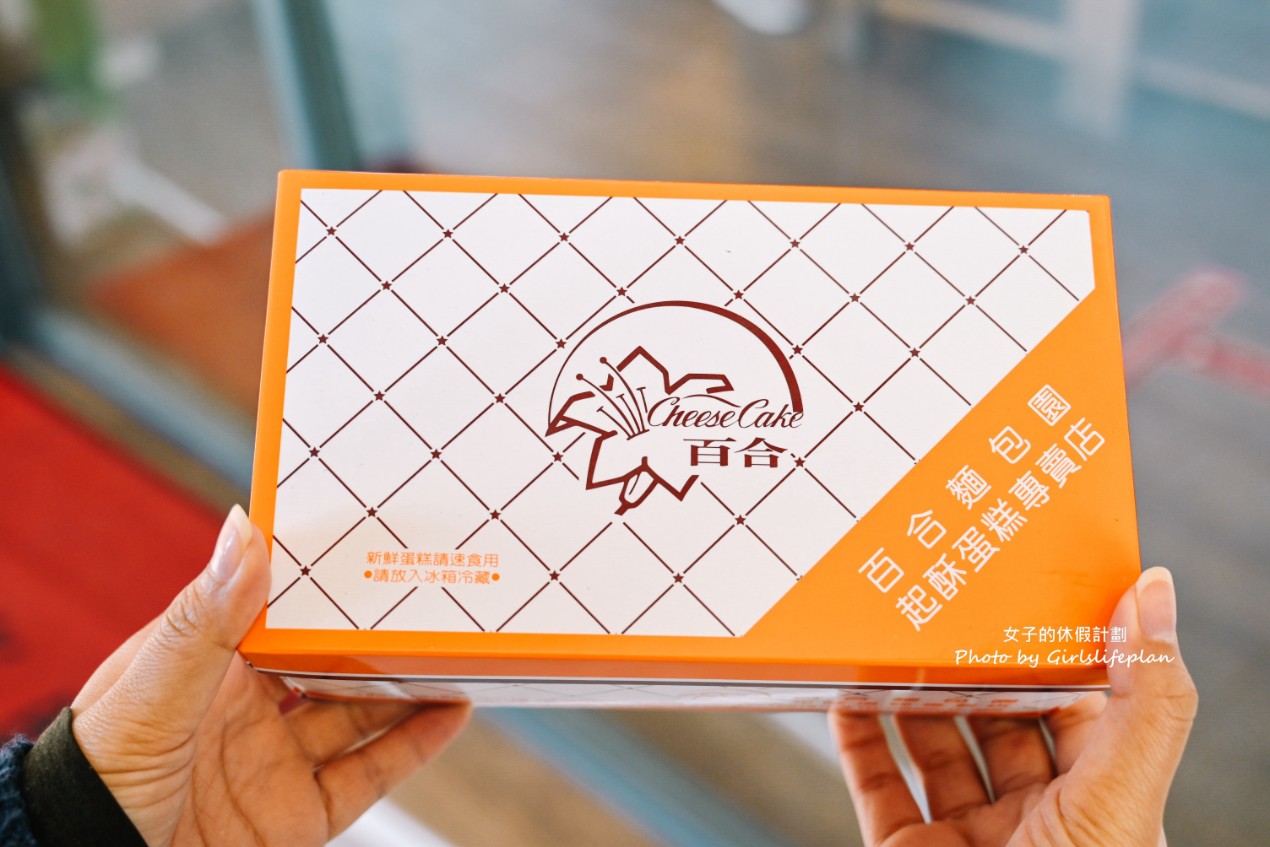 Cheese Cake
百合
新鮮蛋糕請速食用
●請放入冰箱冷藏●
百合麵包園
起酥蛋糕專賣店
女子的休假計劃
Photo by Girlslifeplan